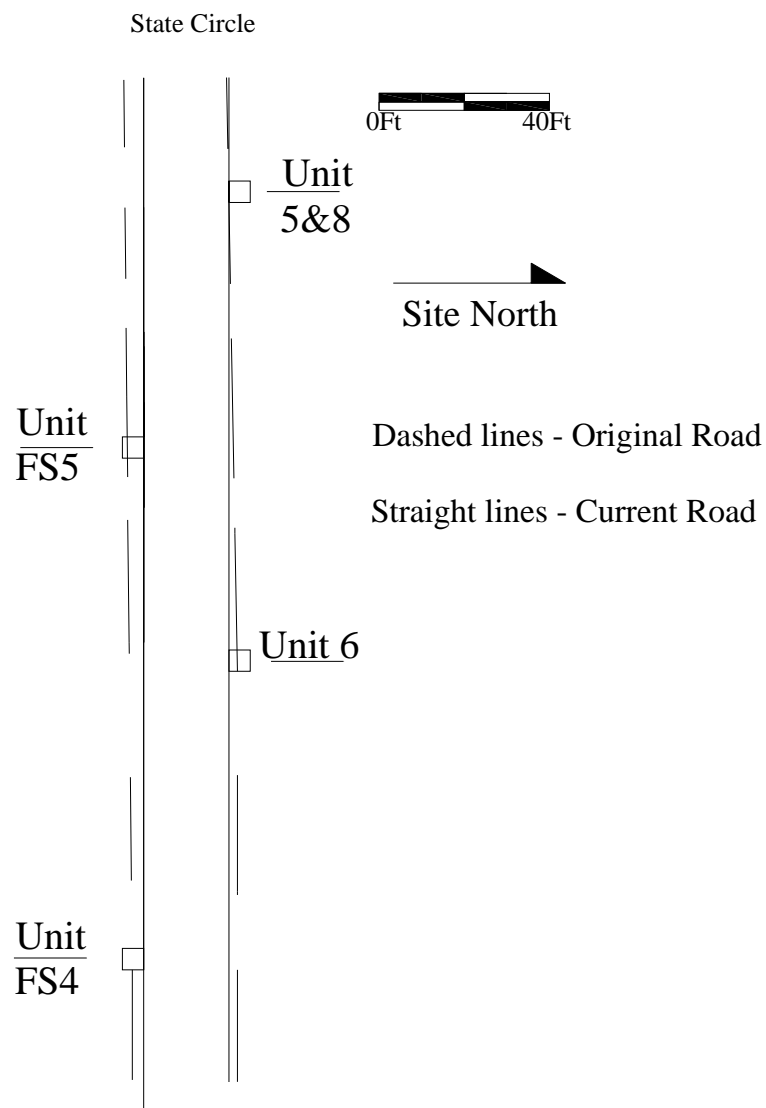 State Circle
0Ft 40Ft
Unit
5&8
Site North
Unit
FS5
Dashed lines - Original Road
Straight lines - Current Road
Unit 6
Unit
FS4